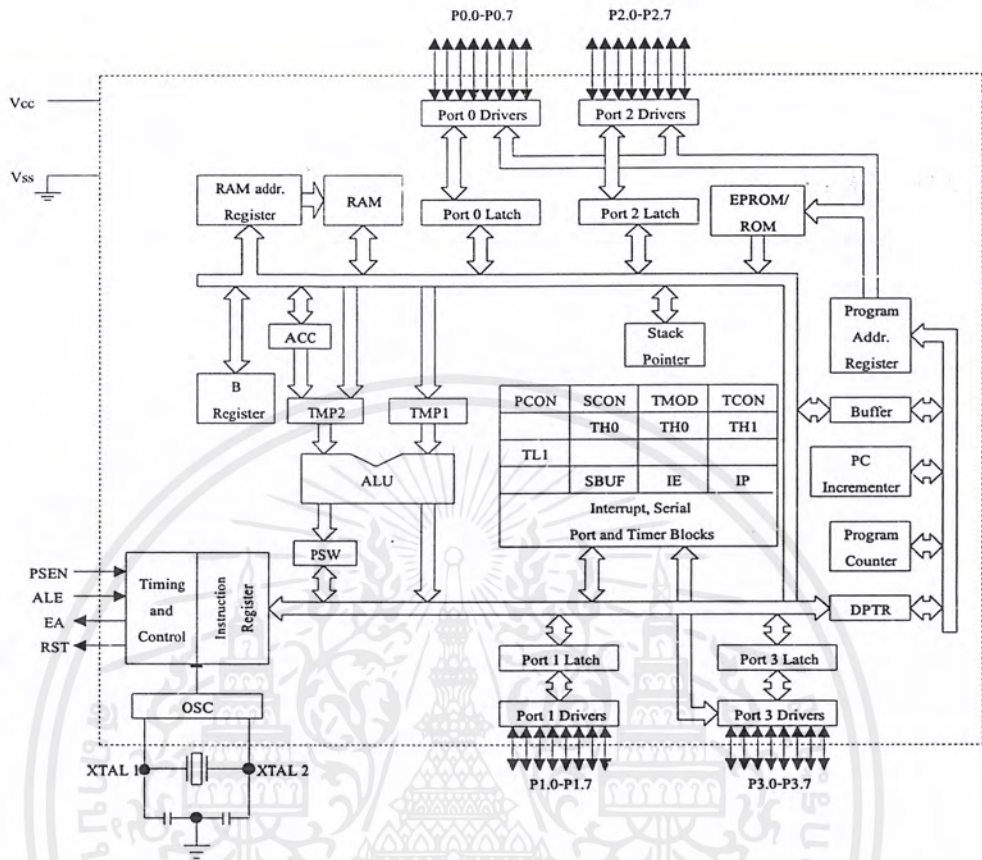 P0.0-P0.7
P2.0-P2.7
Vcc
Vss
Port 0 Drivers
Port 2 Drivers
RAM addr.
Register
RAM
Port 0 Latch
Port 2 Latch
EPROM/
ROM
ACC
B
Register
TMP2
TMP1
Stack
Pointer
Program
Addr.
Register
Buffer
PC
Incrementer
Program
Counter
DPTR
ALU
PSW
PCON SCON TMOD TCON
TH0 TH0 TH1
TL1
SBUF IE IP
Interrupt, Serial
Port and Timer Blocks
PSEN
ALE
EA
RST
Timing
and
Control
Instruction
Register
Port 1 Latch
Port 3 Latch
OSC
Port 1 Drivers
Port 3 Drivers
XTAL 1
XTAL 2
P1.0-P1.7
P3.0-P3.7